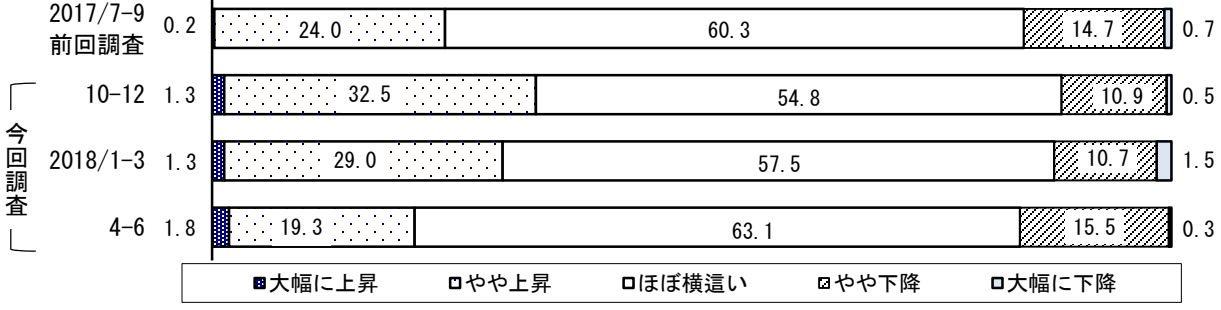 2017/7-9
前回調査
0.2 24.0 60.3 14.7 0.7
今回調査
10-12 1.3 32.5 54.8 10.9 0.5
2018/1-3 1.3 29.0 57.5 10.7 1.5
4-6 1.8 19.3 63.1 15.5 0.3
大幅に上昇 やや上昇 ほぼ横這い やや下降 大幅に下降